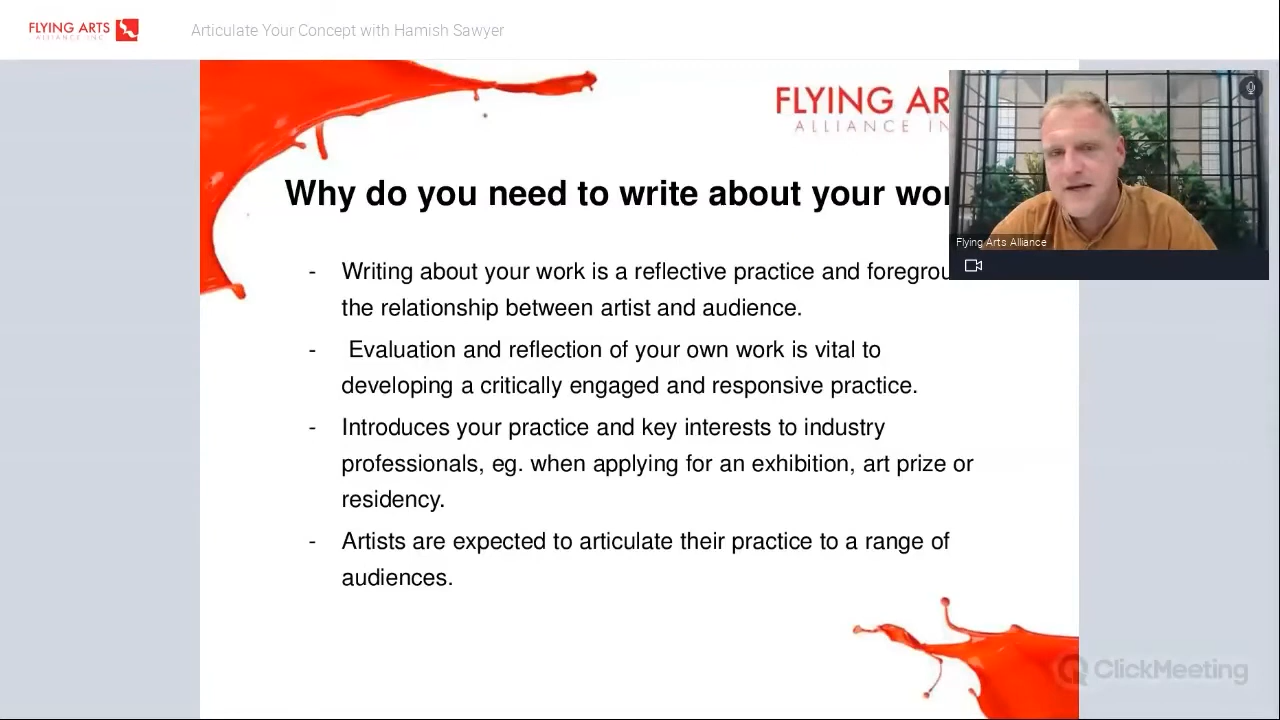 FLYING ARTS
ALLIANCE INC
Articulate Your Concept with Hamish Sawyer
FLYING AR
ALLIANCE IN
Why do you need to write about your wor
- Writing about your work is a reflective practice and foregrou
the relationship between artist and audience.
- Evaluation and reflection of your own work is vital to
developing a critically engaged and responsive practice.
- Introduces your practice and key interests to industry
professionals, eg. when applying for an exhibition, art prize or
residency.
- Artists are expected to articulate their practice to a range of
audiences.
Flying Arts Alliance
ClickMeeting